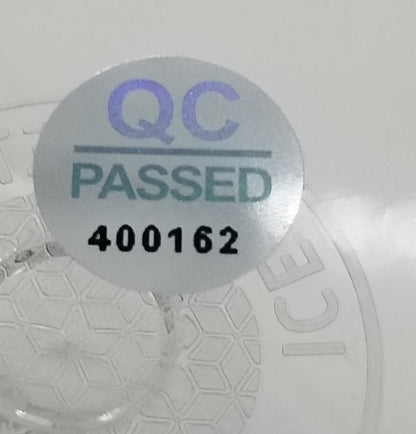 QC
PASSED
400162
ICE